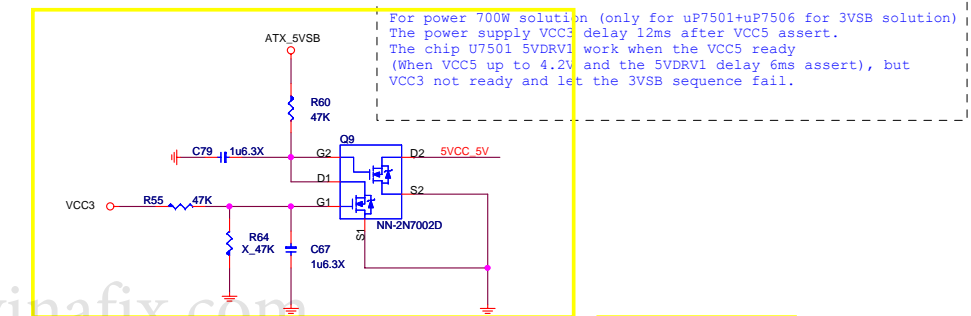 For power 700W solution (only for uP7501+uP7506 for 3VSB solution)
The power supply VCC3 delay 12ms after VCC5 assert.
The chip U7501 5VDRV1 work when the VCC5 ready
(When VCC5 up to 4.2V and the 5VDRV1 delay 6ms assert), but
VCC3 not ready and let the 3VSB sequence fail.
ATX_5VSB
R60
47K
Q9
C79 1u6.3X
G2
D2
5VCC_5V
D1
S2
VCC3
R55
47K
G1
NN-2N7002D
S1
R64
X_47K
C67
1u6.3X
vinafix.com